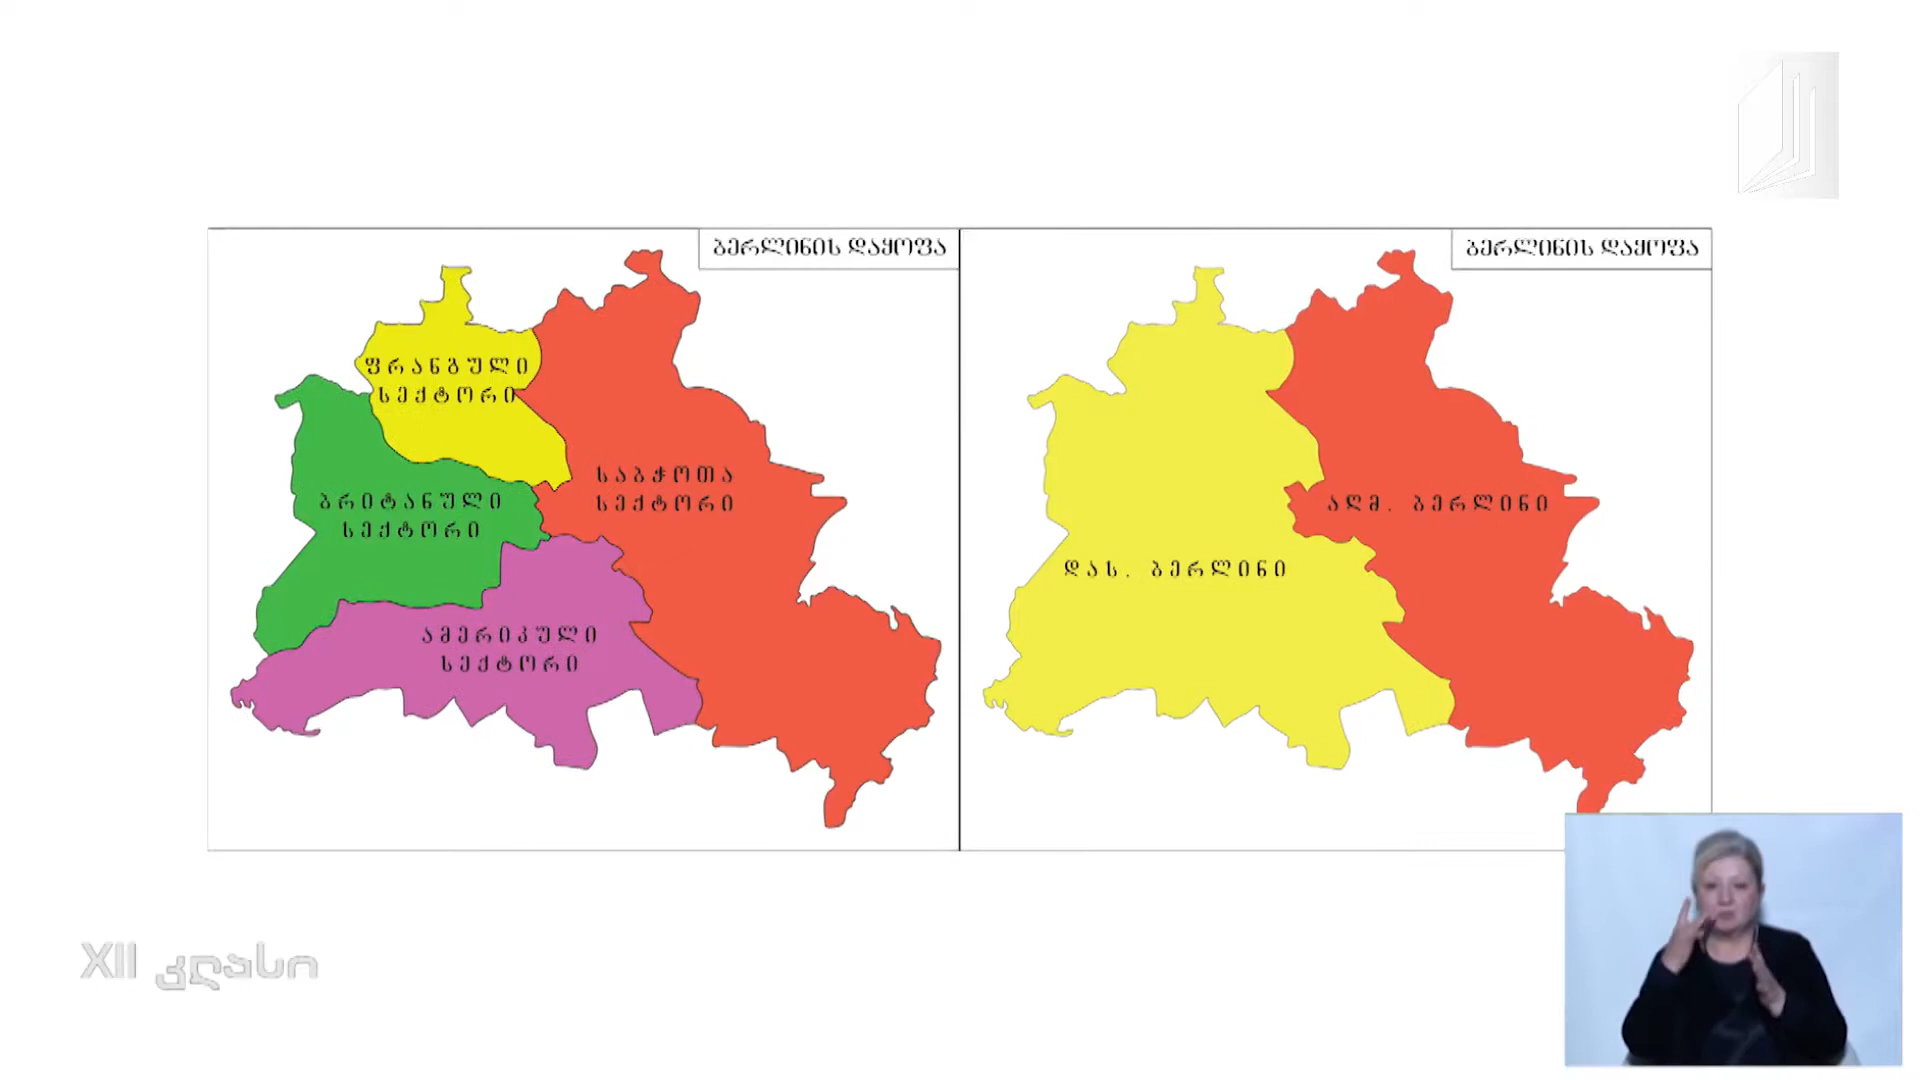 ბერლინის დაყოფა
ფრანგული
სექტორი
ბრიტანული
სექტორი
საბჭოთა
სექტორი
ამერიკული
სექტორი
ბერლინის დაყოფა
აღმ. ბერლინი
დას. ბერლინი
XII კლასი